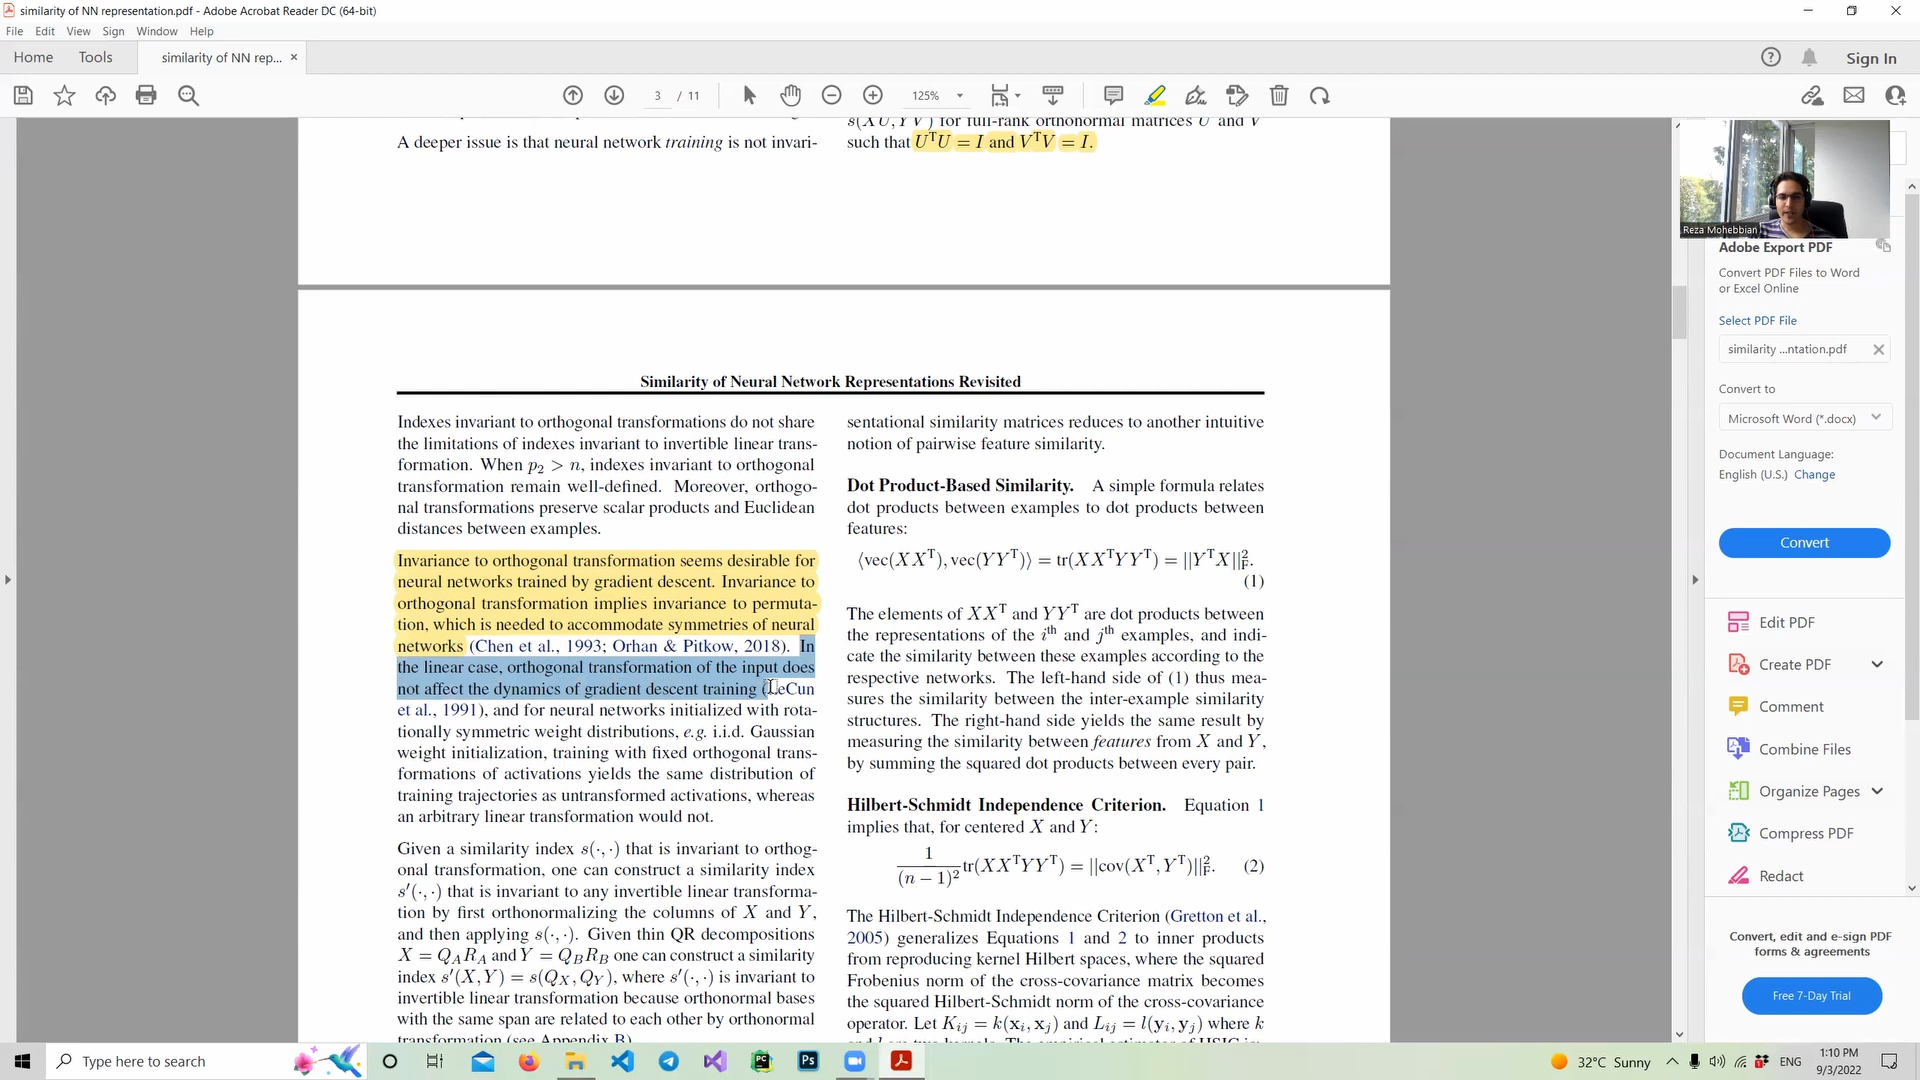 similarity of NN representation.pdf - Adobe Acrobat Reader DC (64-bit)
File Edit View Sign Window Help
Home Tools similarity of NN rep... × Sign In
3 / 11 125%
A deeper issue is that neural network training is not invari-
s(XU, YV) for full-rank orthonormal matrices U and V
such that UᵀU = I and VᵀV = I.
Similarity of Neural Network Representations Revisited
Indexes invariant to orthogonal transformations do not share
the limitations of indexes invariant to invertible linear trans-
formation. When p₂ > n, indexes invariant to orthogonal
transformation remain well-defined. Moreover, orthogo-
nal transformations preserve scalar products and Euclidean
distances between examples.
Invariance to orthogonal transformation seems desirable for
neural networks trained by gradient descent. Invariance to
orthogonal transformation implies invariance to permuta-
tion, which is needed to accommodate symmetries of neural
networks (Chen et al., 1993; Orhan & Pitkow, 2018). In
the linear case, orthogonal transformation of the input does
not affect the dynamics of gradient descent training (LeCun
et al., 1991), and for neural networks initialized with rota-
tionally symmetric weight distributions, e.g. i.i.d. Gaussian
weight initialization, training with fixed orthogonal trans-
formations of activations yields the same distribution of
training trajectories as untransformed activations, whereas
an arbitrary linear transformation would not.
Given a similarity index s(·, ·) that is invariant to orthog-
onal transformation, one can construct a similarity index
s′(·, ·) that is invariant to any invertible linear transforma-
tion by first orthonormalizing the columns of X and Y,
and then applying s(·, ·). Given thin QR decompositions
X = Q_A R_A and Y = Q_B R_B one can construct a similarity
index s′(X, Y) = s(Q_X, Q_Y), where s′(·, ·) is invariant to
invertible linear transformation because orthonormal bases
with the same span are related to each other by orthonormal
transformation (see Appendix B).
sentational similarity matrices reduces to another intuitive
notion of pairwise feature similarity.
Dot Product-Based Similarity. A simple formula relates
dot products between examples to dot products between
features:
⟨vec(XXᵀ), vec(YYᵀ)⟩ = tr(XXᵀYYᵀ) = ||YᵀX||²_F.
(1)
The elements of XXᵀ and YYᵀ are dot products between
the representations of the iᵗʰ and jᵗʰ examples, and indi-
cate the similarity between these examples according to the
respective networks. The left-hand side of (1) thus mea-
sures the similarity between the inter-example similarity
structures. The right-hand side yields the same result by
measuring the similarity between features from X and Y,
by summing the squared dot products between every pair.
Hilbert-Schmidt Independence Criterion. Equation 1
implies that, for centered X and Y:
1/(n − 1)² tr(XXᵀYYᵀ) = ||cov(Xᵀ, Yᵀ)||²_F. (2)
The Hilbert-Schmidt Independence Criterion (Gretton et al.,
2005) generalizes Equations 1 and 2 to inner products
from reproducing kernel Hilbert spaces, where the squared
Frobenius norm of the cross-covariance matrix becomes
the squared Hilbert-Schmidt norm of the cross-covariance
operator. Let K_ij = k(x_i, x_j) and L_ij = l(y_i, y_j) where k
Reza Mohebbian
Adobe Export PDF
Convert PDF Files to Word
or Excel Online
Select PDF File
similarity ...ntation.pdf
Convert to
Microsoft Word (*.docx)
Document Language:
English (U.S.) Change
Convert
Edit PDF
Create PDF
Comment
Combine Files
Organize Pages
Compress PDF
Redact
Convert, edit and e-sign PDF
forms & agreements
Free 7-Day Trial
Type here to search
32°C Sunny
ENG
1:10 PM
9/3/2022